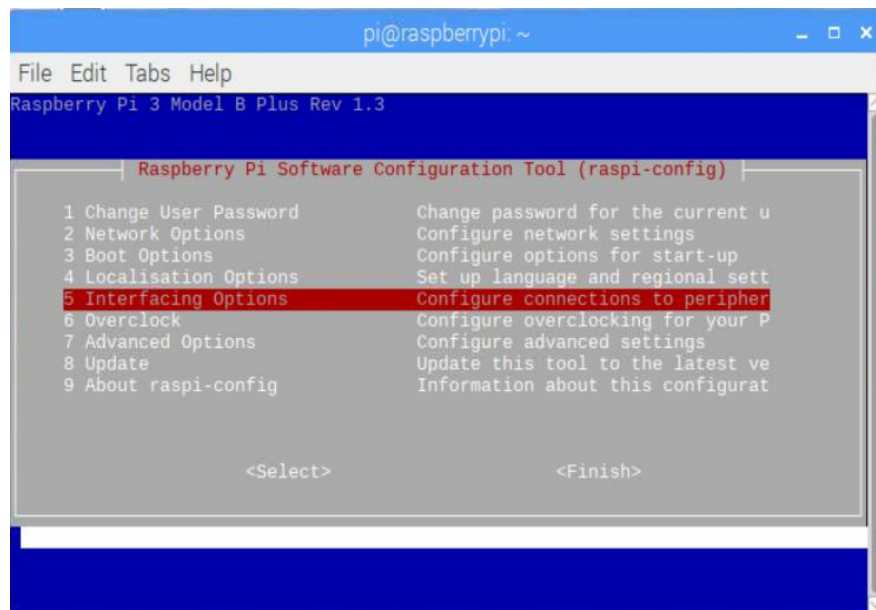 pi@raspberrypi: ~
File Edit Tabs Help
Raspberry Pi 3 Model B Plus Rev 1.3
Raspberry Pi Software Configuration Tool (raspi-config)
1 Change User Password Change password for the current u
2 Network Options Configure network settings
3 Boot Options Configure options for start-up
4 Localisation Options Set up language and regional sett
5 Interfacing Options Configure connections to peripher
6 Overclock Configure overclocking for your P
7 Advanced Options Configure advanced settings
8 Update Update this tool to the latest ve
9 About raspi-config Information about this configurat
<Select> <Finish>